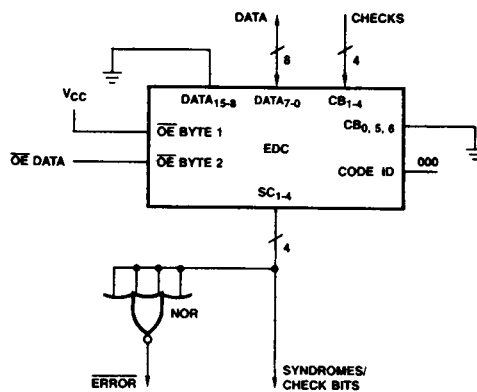 DATA
CHECKS
8
4
DATA15-8
DATA7-0
CB1-4
VCC
OE BYTE 1
CB0, 5, 6
EDC
OE DATA
OE BYTE 2
CODE ID
000
SC1-4
4
NOR
ERROR
SYNDROMES/
CHECK BITS